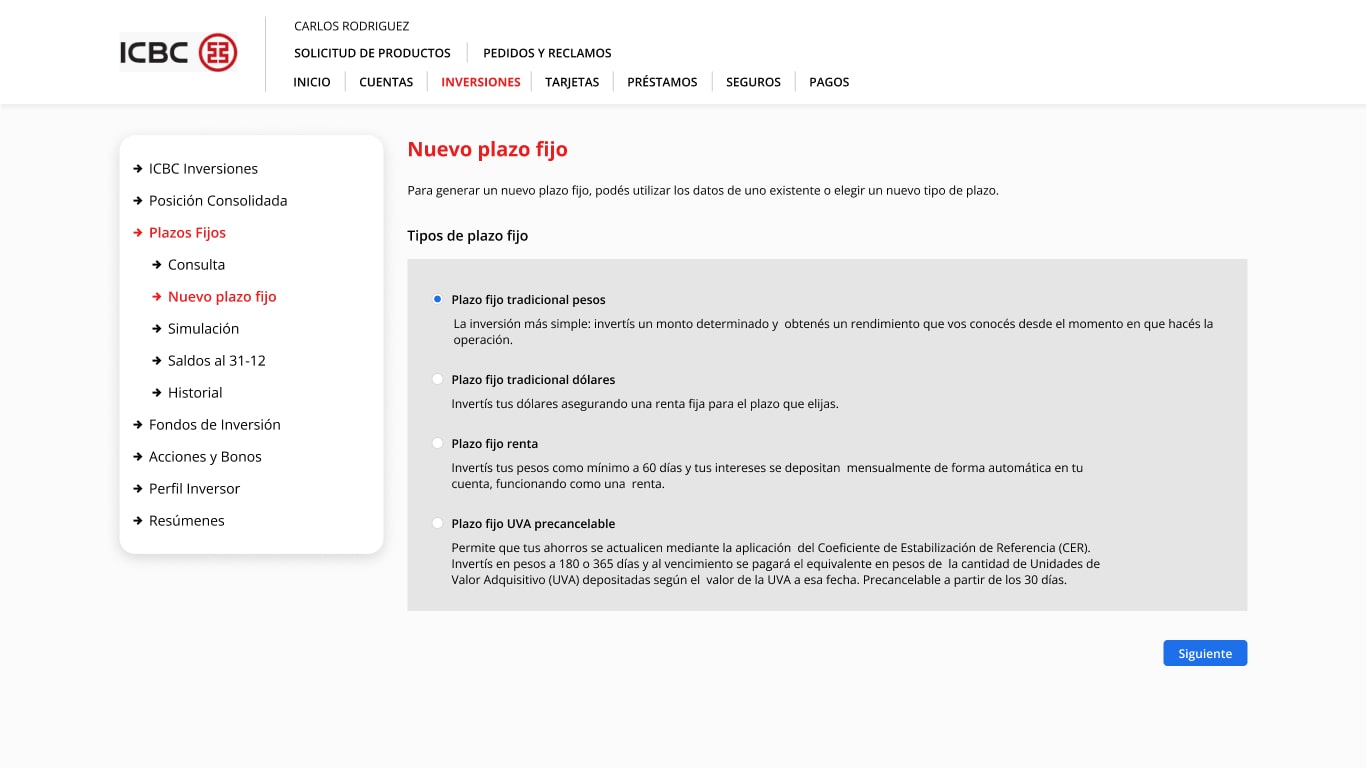 ICBC
CARLOS RODRIGUEZ
SOLICITUD DE PRODUCTOS PEDIDOS Y RECLAMOS
INICIO CUENTAS INVERSIONES TARJETAS PRÉSTAMOS SEGUROS PAGOS
ICBC Inversiones
Posición Consolidada
Plazos Fijos
Consulta
Nuevo plazo fijo
Simulación
Saldos al 31-12
Historial
Fondos de Inversión
Acciones y Bonos
Perfil Inversor
Resúmenes
Nuevo plazo fijo
Para generar un nuevo plazo fijo, podés utilizar los datos de uno existente o elegir un nuevo tipo de plazo.
Tipos de plazo fijo
Plazo fijo tradicional pesos
La inversión más simple: invertís un monto determinado y obtenés un rendimiento que vos conocés desde el momento en que hacés la
operación.
Plazo fijo tradicional dólares
Invertís tus dólares asegurando una renta fija para el plazo que elijas.
Plazo fijo renta
Invertís tus pesos como mínimo a 60 días y tus intereses se depositan mensualmente de forma automática en tu
cuenta, funcionando como una renta.
Plazo fijo UVA precancelable
Permite que tus ahorros se actualicen mediante la aplicación del Coeficiente de Estabilización de Referencia (CER).
Invertís en pesos a 180 o 365 días y al vencimiento se pagará el equivalente en pesos de la cantidad de Unidades de
Valor Adquisitivo (UVA) depositadas según el valor de la UVA a esa fecha. Precancelable a partir de los 30 días.
Siguiente